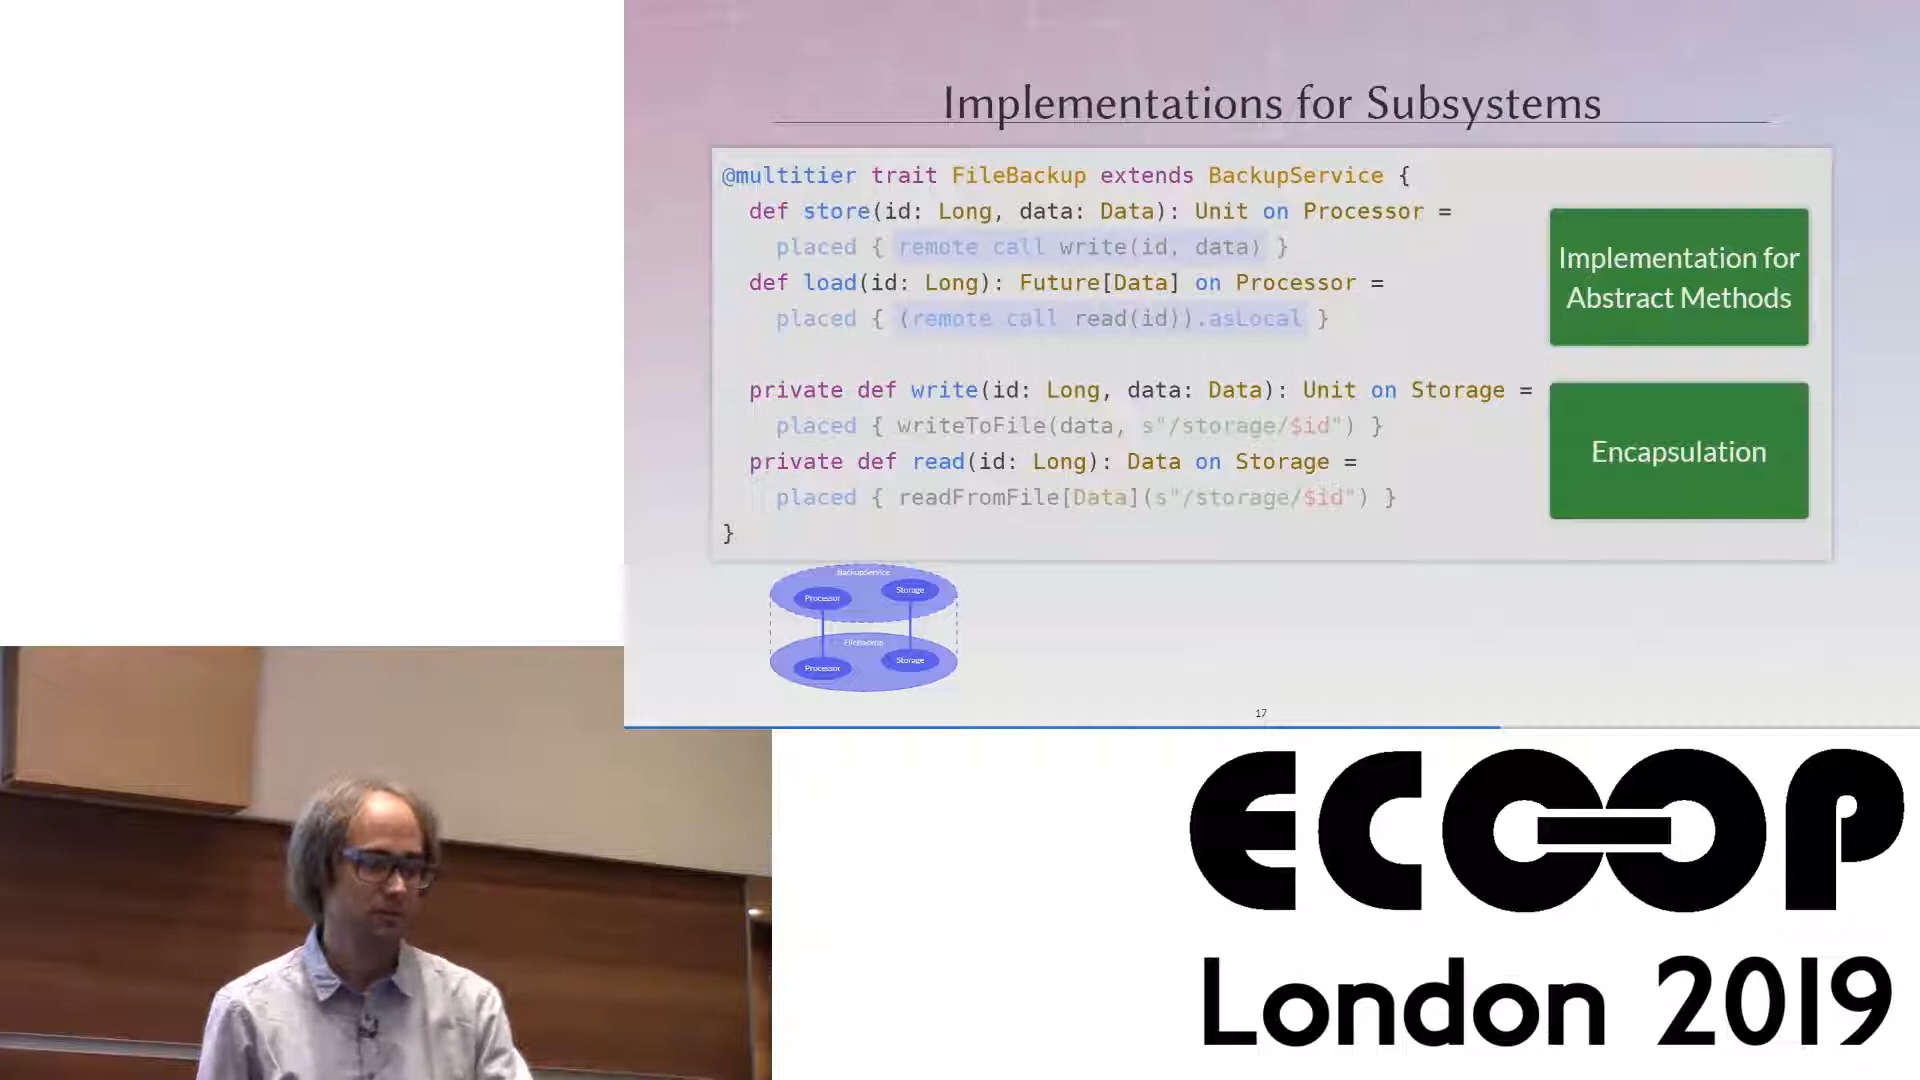 Implementations for Subsystems
@multitier trait FileBackup extends BackupService {
def store(id: Long, data: Data): Unit on Processor =
placed { remote call write(id, data) }
def load(id: Long): Future[Data] on Processor =
placed { (remote call read(id)).asLocal }
private def write(id: Long, data: Data): Unit on Storage =
placed { writeToFile(data, s"/storage/$id") }
private def read(id: Long): Data on Storage =
placed { readFromFile[Data](s"/storage/$id") }
}
Implementation for
Abstract Methods
Encapsulation
BackupService
Processor
Storage
FileBackup
Processor
Storage
17
ECOOP
London 2019